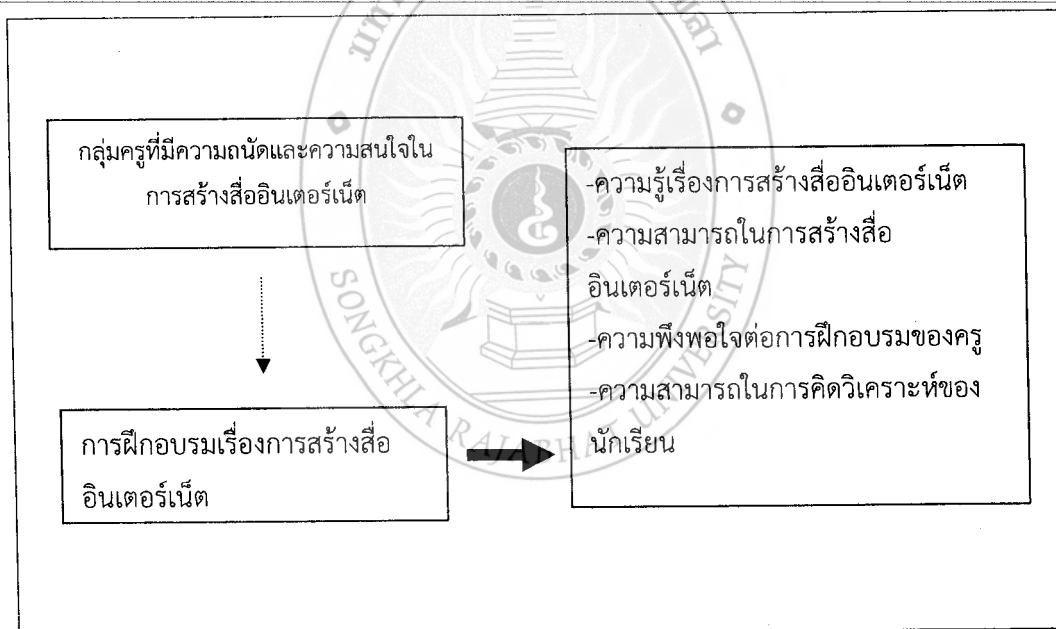 กลุ่มครูที่มีความถนัดและความสนใจใน
การสร้างสื่ออินเตอร์เน็ต
การฝึกอบรมเรื่องการสร้างสื่อ
อินเตอร์เน็ต
-ความรู้เรื่องการสร้างสื่ออินเตอร์เน็ต
-ความสามารถในการสร้างสื่อ
อินเตอร์เน็ต
-ความพึงพอใจต่อการฝึกอบรมของครู
-ความสามารถในการคิดวิเคราะห์ของ
นักเรียน
SONGKHLA RAJABHAT UNIVERSITY